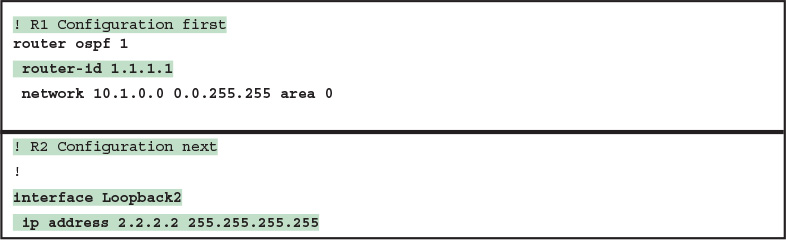 ! R1 Configuration first
router ospf 1
 router-id 1.1.1.1
 network 10.1.0.0 0.0.255.255 area 0
! R2 Configuration next
!
interface Loopback2
 ip address 2.2.2.2 255.255.255.255